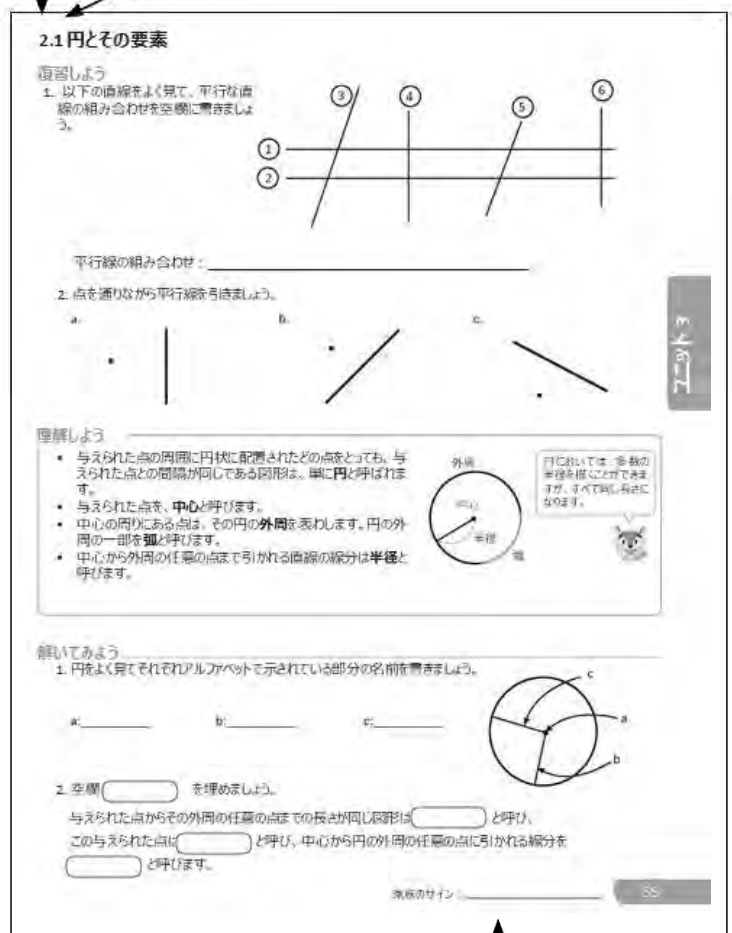 2.1 円とその要素
復習しよう
1. 以下の直線をよく見て、平行な直
線の組み合わせを空欄に書きましょ
う。
③ ④ ⑤ ⑥
①
②
平行線の組み合わせ：
2. 点を通りながら平行線を引きましょう。
a. b. c.
ユニット 3
理解しよう
• 与えられた点の周囲に円状に配置されたどの点をとっても、与
えられた点との間隔が同じである図形は、単に円と呼ばれま
す。
• 与えられた点を、中心と呼びます。
• 中心の周りにある点は、その円の外周を表わします。円の外
周の一部を弧と呼びます。
• 中心から外周の任意の点まで引かれる直線の線分は半径と
呼びます。
外周
中心
半径
弧
円においては、多数の
半径を描くことができま
すが、すべて同じ長さに
なります。
解いてみよう
1. 円をよく見てそれぞれアルファベットで示されている部分の名前を書きましょう。
a: b: c:
c
a
b
2. 空欄 を埋めましょう。
与えられた点からその外周の任意の点までの長さが同じ図形は と呼び、
この与えられた点は と呼び、中心から円の外周の任意の点に引かれる線分を
と呼びます。
家族のサイン：
55